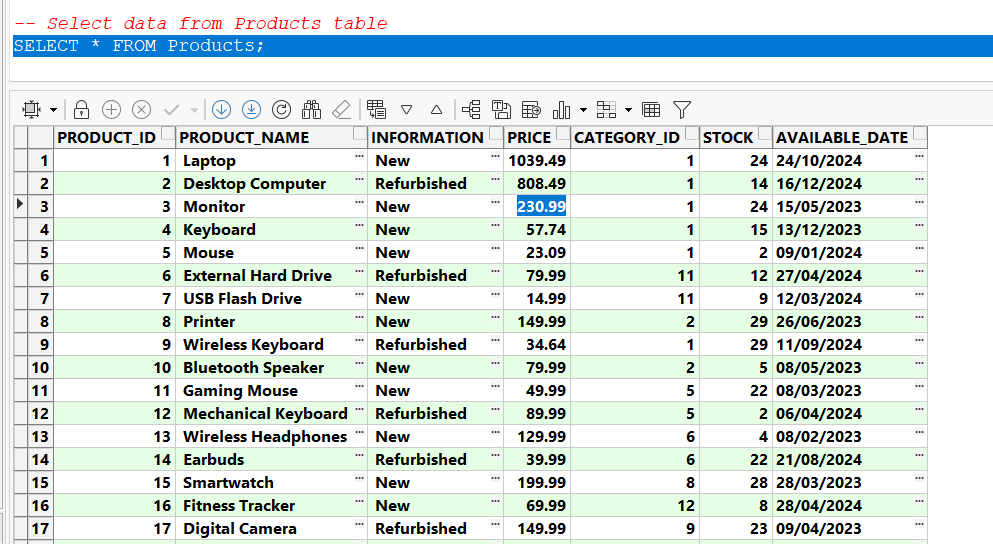 -- Select data from Products table
SELECT * FROM Products;
PRODUCT_ID PRODUCT_NAME INFORMATION PRICE CATEGORY_ID STOCK AVAILABLE_DATE
1 1 Laptop ... New ... 1039.49 1 24 24/10/2024 ...
2 2 Desktop Computer ... Refurbished ... 808.49 1 14 16/12/2024 ...
3 3 Monitor ... New ... 230.99 1 24 15/05/2023 ...
4 4 Keyboard ... New ... 57.74 1 15 13/12/2023 ...
5 5 Mouse ... New ... 23.09 1 2 09/01/2024 ...
6 6 External Hard Drive ... Refurbished ... 79.99 11 12 27/04/2024 ...
7 7 USB Flash Drive ... New ... 14.99 11 9 12/03/2024 ...
8 8 Printer ... New ... 149.99 2 29 26/06/2023 ...
9 9 Wireless Keyboard ... Refurbished ... 34.64 1 29 11/09/2024 ...
10 10 Bluetooth Speaker ... New ... 79.99 2 5 08/05/2023 ...
11 11 Gaming Mouse ... New ... 49.99 5 22 08/03/2023 ...
12 12 Mechanical Keyboard ... Refurbished ... 89.99 5 2 06/04/2024 ...
13 13 Wireless Headphones ... New ... 129.99 6 4 08/02/2023 ...
14 14 Earbuds ... Refurbished ... 39.99 6 22 21/08/2024 ...
15 15 Smartwatch ... New ... 199.99 8 28 28/03/2023 ...
16 16 Fitness Tracker ... New ... 69.99 12 8 28/04/2024 ...
17 17 Digital Camera ... Refurbished ... 149.99 9 23 09/04/2023 ...